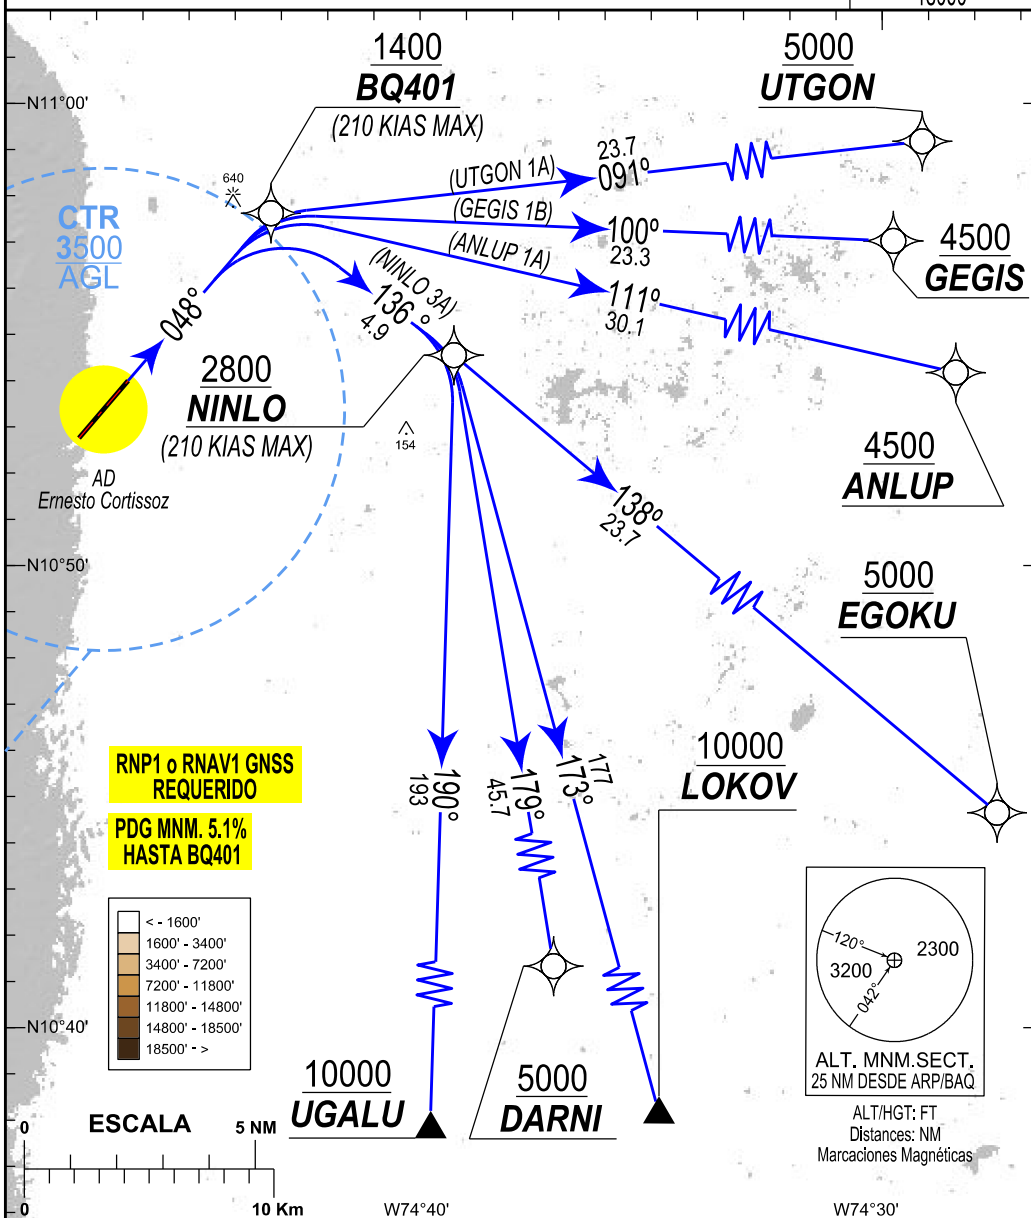 1400
BQ401
(210 KIAS MAX)
5000
UTGON
N11°00'
640
CTR
3500
AGL
(UTGON 1A)
23.7
091º
(GEGIS 1B)
100º
23.3
(ANLUP 1A)
111º
30.1
4500
GEGIS
(NINLO 3A)
136 º
4.9
048°
2800
NINLO
(210 KIAS MAX)
154
4500
ANLUP
AD
Ernesto Cortissoz
138º
23.7
N10°50'
5000
EGOKU
10000
LOKOV
190º
193
179º
45.7
177
173º
RNP1 o RNAV1 GNSS
REQUERIDO
PDG MNM. 5.1%
HASTA BQ401
< - 1600'
1600' - 3400'
3400' - 7200'
7200' - 11800'
11800' - 14800'
14800' - 18500'
18500' - >
120°
2300
3200
042°
ALT. MNM.SECT.
25 NM DESDE ARP/BAQ
N10°40'
10000
UGALU
5000
DARNI
ALT/HGT: FT
Distances: NM
Marcaciones Magnéticas
ESCALA
0
5 NM
0
10 Km
W74°40'
W74°30'